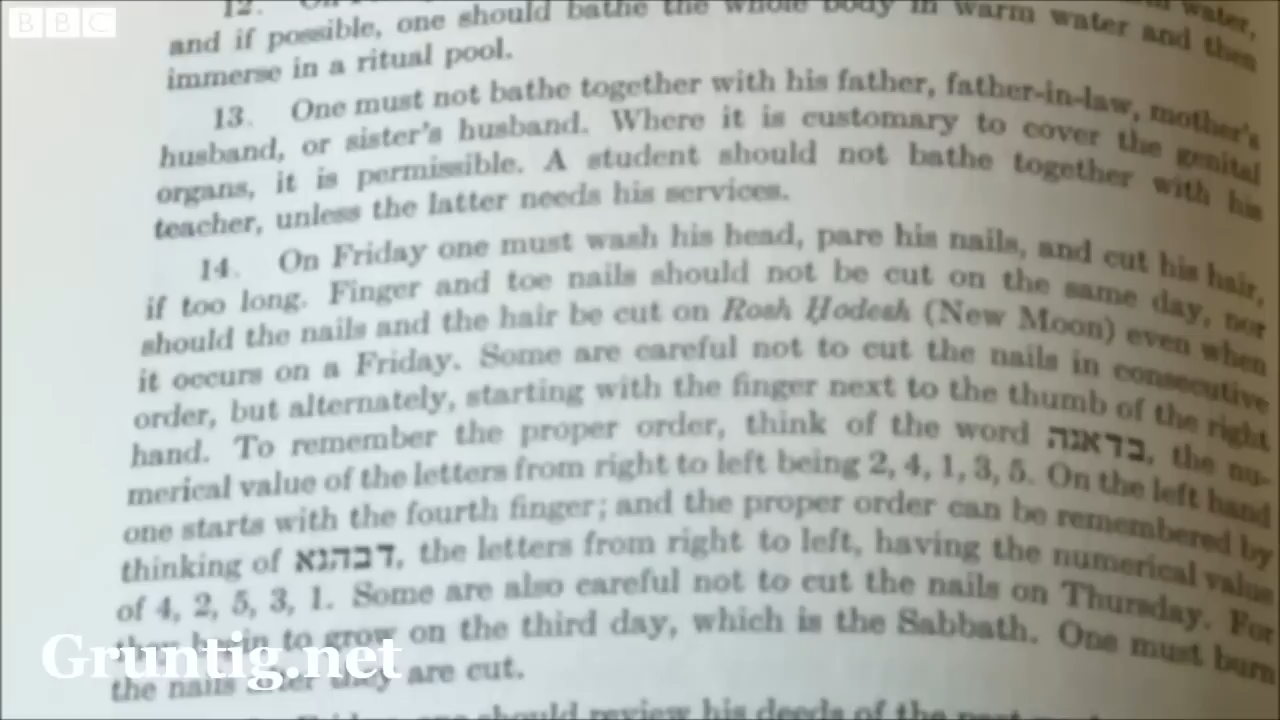 BBC
12.
water,
and if possible, one should bathe the whole body in warm water and then
immerse in a ritual pool.
13. One must not bathe together with his father, father-in-law, mother's
husband, or sister's husband. Where it is customary to cover the genital
organs, it is permissible. A student should not bathe together with his
teacher, unless the latter needs his services.
14. On Friday one must wash his head, pare his nails, and cut his hair,
if too long. Finger and toe nails should not be cut on the same day, nor
should the nails and the hair be cut on Rosh Ḥodesh (New Moon) even when
it occurs on a Friday. Some are careful not to cut the nails in consecutive
order, but alternately, starting with the finger next to the thumb of the right
hand. To remember the proper order, think of the word בדאגה, the nu-
merical value of the letters from right to left being 2, 4, 1, 3, 5. On the left hand
one starts with the fourth finger; and the proper order can be remembered by
thinking of דבהגא, the letters from right to left, having the numerical value
of 4, 2, 5, 3, 1. Some are also careful not to cut the nails on Thursday. For
to grow on the third day, which is the Sabbath. One must burn
the nails after they are cut.
Gruntig.net
one should review his deeds of the past